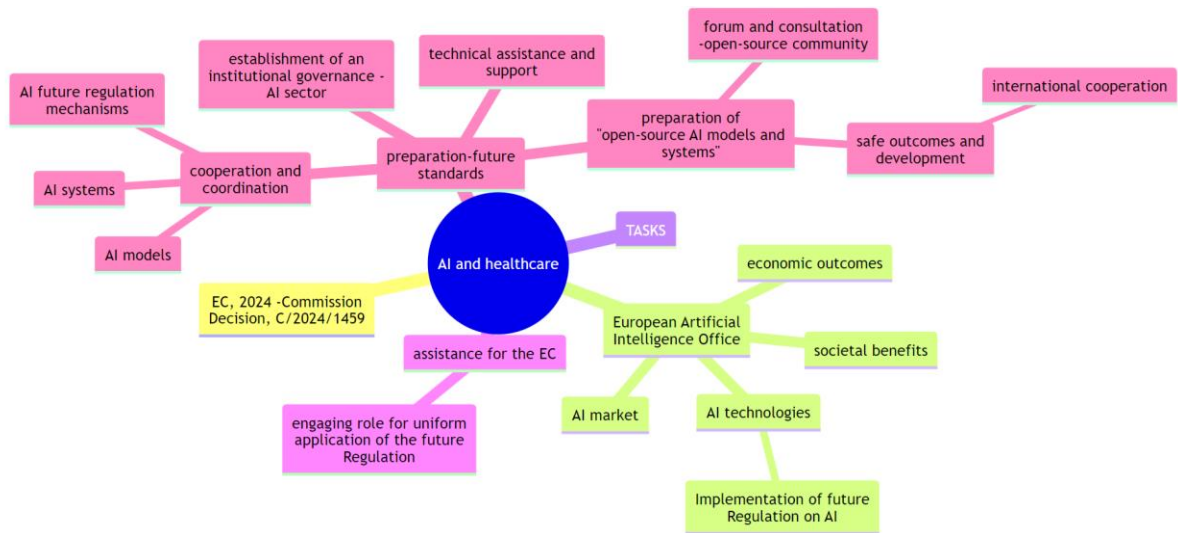 forum and consultation
-open-source community
establishment of an
institutional governance -
AI sector
technical assistance and
support
AI future regulation
mechanisms
international cooperation
preparation of
"open-source AI models and
systems"
safe outcomes and
development
preparation-future
standards
cooperation and
coordination
AI systems
AI models
TASKS
AI and healthcare
economic outcomes
EC, 2024 -Commission
Decision, C/2024/1459
European Artificial
Intelligence Office
societal benefits
assistance for the EC
AI market
AI technologies
engaging role for uniform
application of the future
Regulation
Implementation of future
Regulation on AI